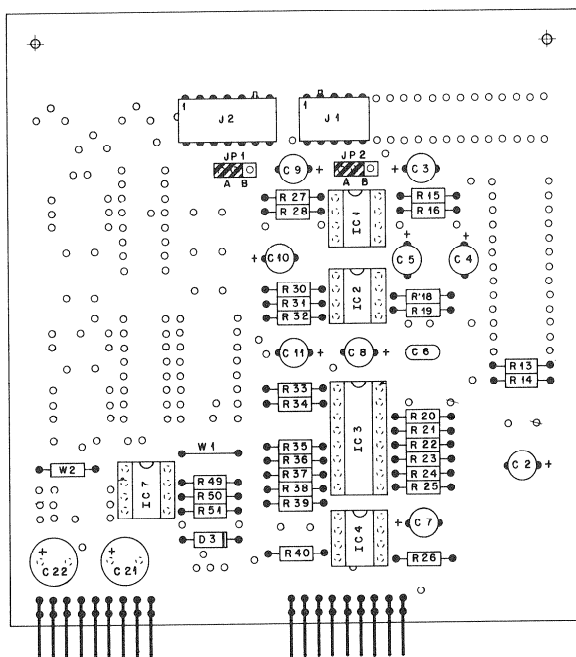 1 J2
1 J1
JP1
JP2
A B
A B
C9 +
+ C3
R27
R28
IC1
R15
R16
+ C10
+ C5
+ C4
R30
R31
R32
IC2
R18
R19
C11 +
C8 +
C6
R13
R14
R33
R34
IC3
R20
R21
R22
R23
R24
R25
W1
R35
R36
R37
R38
R39
W2
IC7
R49
R50
R51
C2 +
D3
R40
IC4
+ C7
R26
+ C22
+ C21